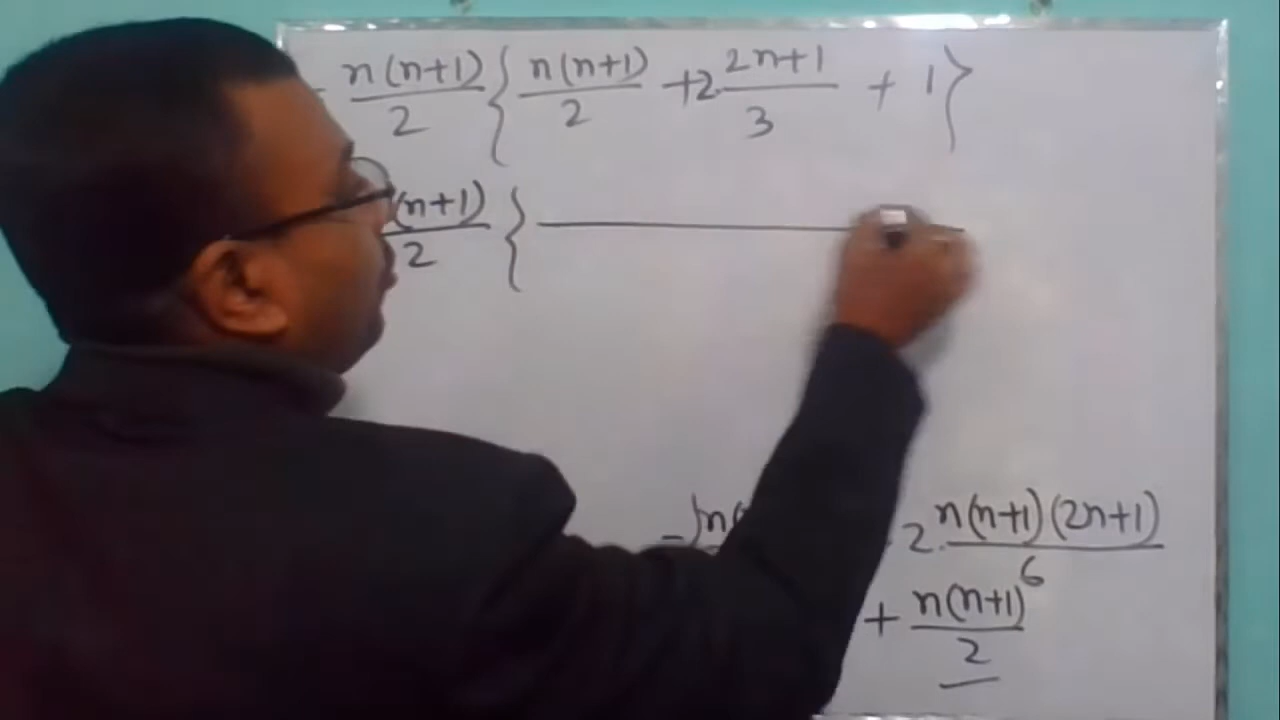 n(n+1)/2 { n(n+1)/2 +2 2n+1/3 + 1 }
(n+1)/2 {
n( 2. n(n+1)(2n+1)/6
+ n(n+1)/2